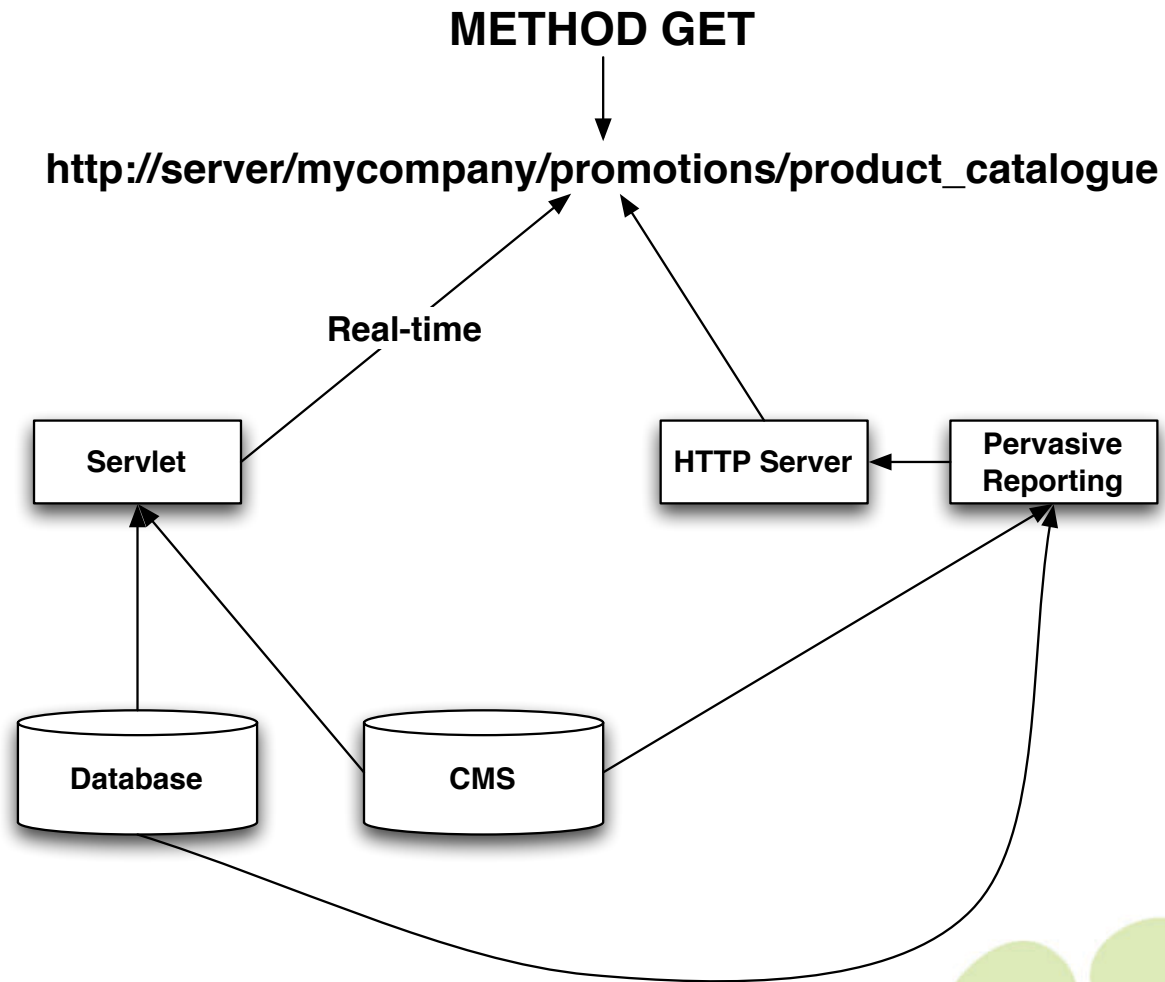 METHOD GET
http://server/mycompany/promotions/product_catalogue
Real-time
Servlet
HTTP Server
Pervasive
Reporting
Database
CMS